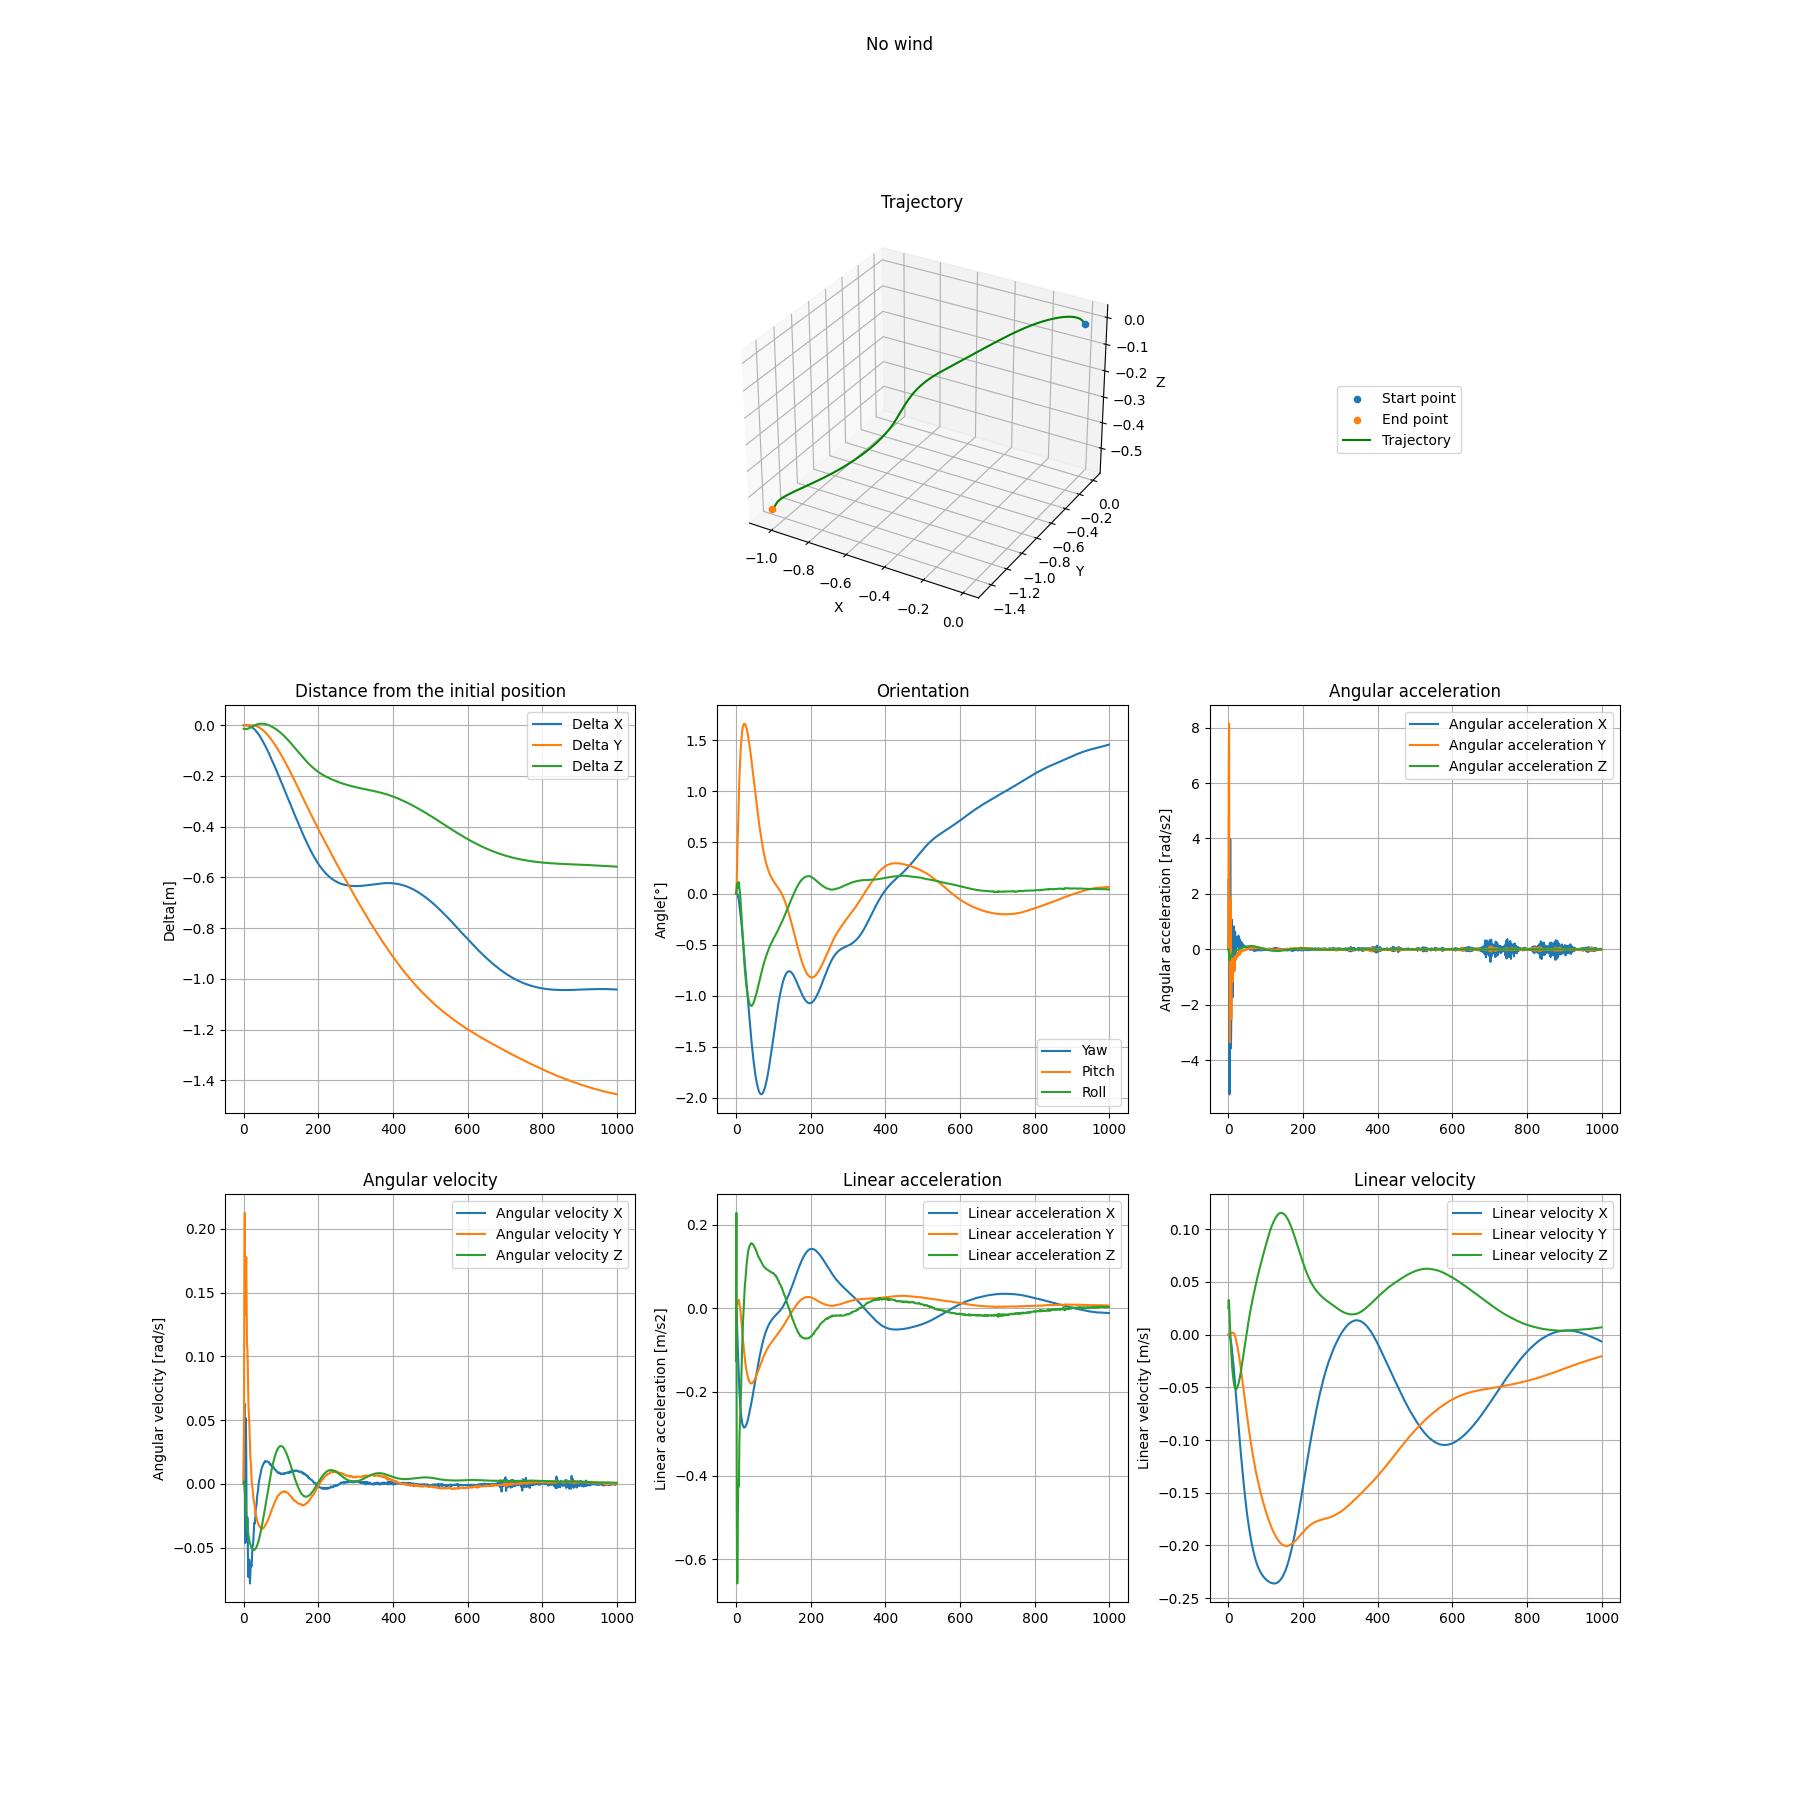 No wind
Trajectory
0.0
−0.1
−0.2
−0.3
−0.4
−0.5
Z
0.0
−0.2
−0.4
−0.6
−0.8
−1.0
−1.2
−1.4
Y
−1.0
−0.8
−0.6
−0.4
−0.2
0.0
X
Start point
End point
Trajectory
Distance from the initial position
Delta[m]
0.0
−0.2
−0.4
−0.6
−0.8
−1.0
−1.2
−1.4
Delta X
Delta Y
Delta Z
0 200 400 600 800 1000
Orientation
Angle[°]
1.5
1.0
0.5
0.0
−0.5
−1.0
−1.5
−2.0
Yaw
Pitch
Roll
0 200 400 600 800 1000
Angular acceleration
Angular acceleration [rad/s2]
8
6
4
2
0
−2
−4
Angular acceleration X
Angular acceleration Y
Angular acceleration Z
0 200 400 600 800 1000
Angular velocity
Angular velocity [rad/s]
0.20
0.15
0.10
0.05
0.00
−0.05
Angular velocity X
Angular velocity Y
Angular velocity Z
0 200 400 600 800 1000
Linear acceleration
Linear acceleration [m/s2]
0.2
0.0
−0.2
−0.4
−0.6
Linear acceleration X
Linear acceleration Y
Linear acceleration Z
0 200 400 600 800 1000
Linear velocity
Linear velocity [m/s]
0.10
0.05
0.00
−0.05
−0.10
−0.15
−0.20
−0.25
Linear velocity X
Linear velocity Y
Linear velocity Z
0 200 400 600 800 1000